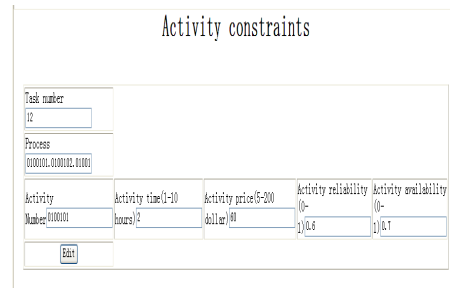 Activity constraints
Task number
12
Process
0100101.0100102.01001
Activity
Number 0100101
Activity time(1-10
hours) 2
Activity price(5-200
dollar) 60
Activity reliability
(0-
1) 0.6
Activity availability
(0-
1) 0.7
Edit